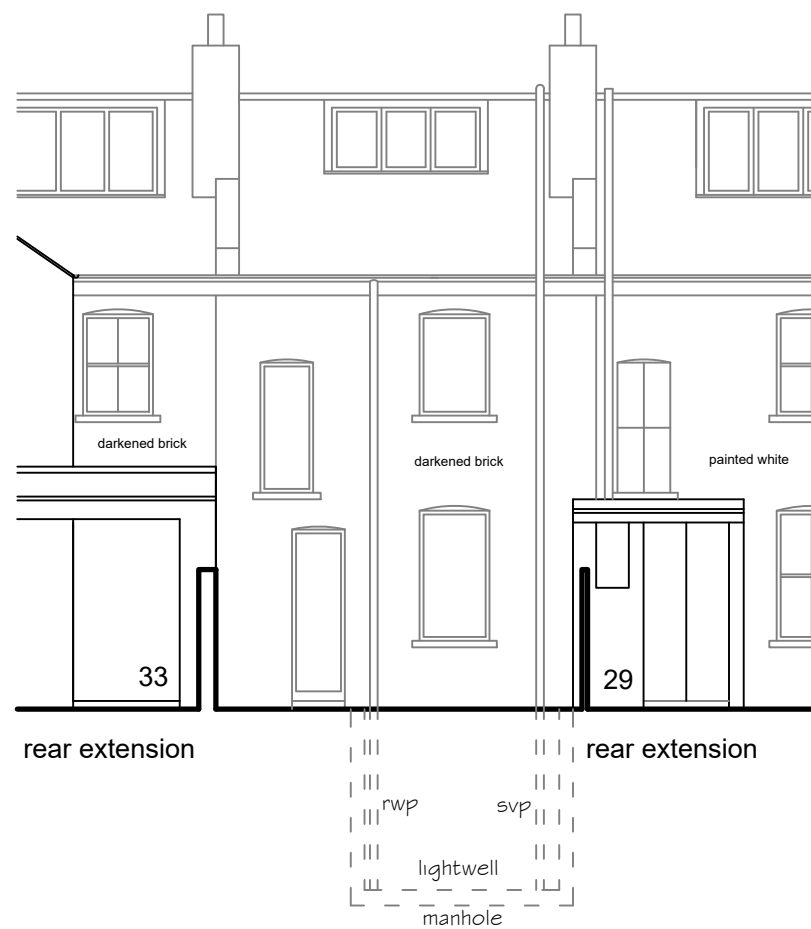 darkened brick
darkened brick
painted white
33
29
rear extension
rear extension
rwp
svp
lightwell
manhole